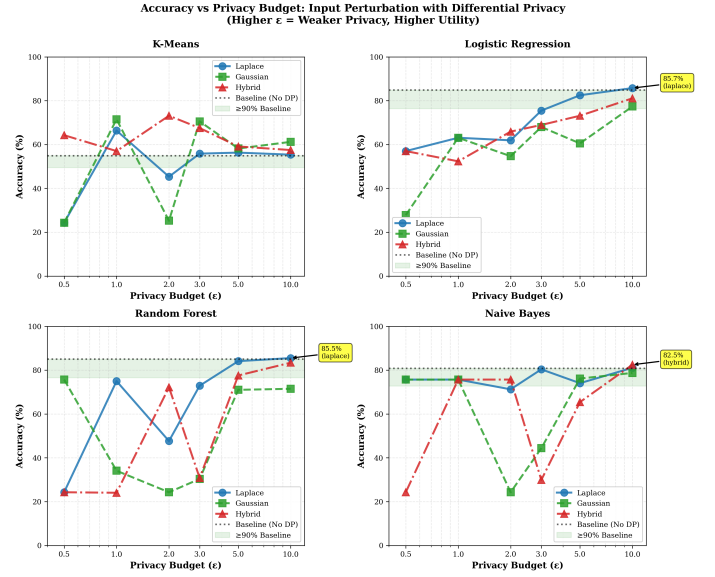 Accuracy vs Privacy Budget: Input Perturbation with Differential Privacy
(Higher ε = Weaker Privacy, Higher Utility)
K-Means
Accuracy (%)
100
80
60
40
20
0
Laplace
Gaussian
Hybrid
Baseline (No DP)
≥90% Baseline
0.5
1.0
2.0
3.0
5.0
10.0
Privacy Budget (ε)
Logistic Regression
Accuracy (%)
100
80
60
40
20
0
85.7%
(laplace)
Laplace
Gaussian
Hybrid
Baseline (No DP)
≥90% Baseline
0.5
1.0
2.0
3.0
5.0
10.0
Privacy Budget (ε)
Random Forest
Accuracy (%)
100
80
60
40
20
0
85.5%
(laplace)
Laplace
Gaussian
Hybrid
Baseline (No DP)
≥90% Baseline
0.5
1.0
2.0
3.0
5.0
10.0
Privacy Budget (ε)
Naive Bayes
Accuracy (%)
100
80
60
40
20
0
82.5%
(hybrid)
Laplace
Gaussian
Hybrid
Baseline (No DP)
≥90% Baseline
0.5
1.0
2.0
3.0
5.0
10.0
Privacy Budget (ε)